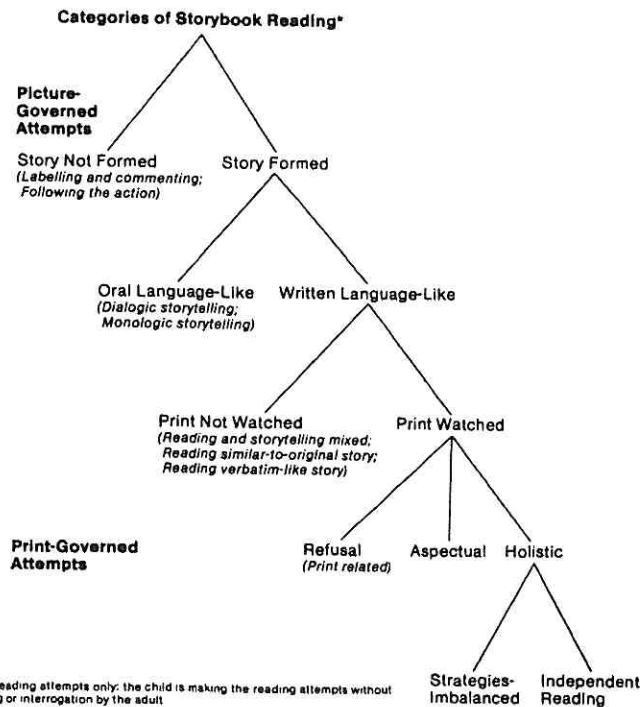 Categories of Storybook Reading*
Picture-
Governed
Attempts
Story Not Formed
(Labelling and commenting;
Following the action)
Story Formed
Oral Language-Like
(Dialogic storytelling;
Monologic storytelling)
Written Language-Like
Print Not Watched
(Reading and storytelling mixed;
Reading similar-to-original story;
Reading verbatim-like story)
Print Watched
Print-Governed
Attempts
Refusal
(Print related)
Aspectual
Holistic
Strategies-
Imbalanced
Independent
Reading
reading attempts only: the child is making the reading attempts without
or interrogation by the adult